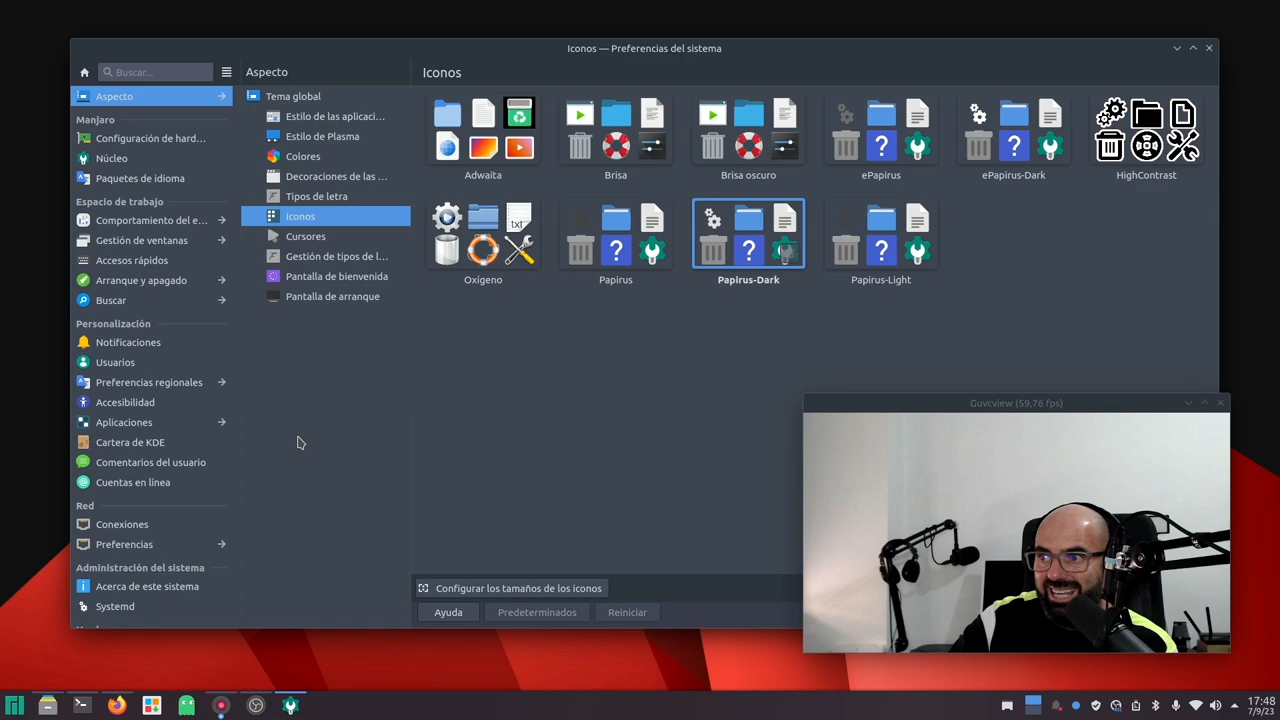 Iconos — Preferencias del sistema
Buscar...
Aspecto
Iconos
Aspecto
Manjaro
Configuración de hard...
Núcleo
Paquetes de idioma
Espacio de trabajo
Comportamiento del e...
Gestión de ventanas
Accesos rápidos
Arranque y apagado
Buscar
Personalización
Notificaciones
Usuarios
Preferencias regionales
Accesibilidad
Aplicaciones
Cartera de KDE
Comentarios del usuario
Cuentas en línea
Red
Conexiones
Preferencias
Administración del sistema
Acerca de este sistema
Systemd
Tema global
Estilo de las aplicaci...
Estilo de Plasma
Colores
Decoraciones de las ...
Tipos de letra
Iconos
Cursores
Gestión de tipos de l...
Pantalla de bienvenida
Pantalla de arranque
Adwaita
Brisa
Brisa oscuro
ePapirus
ePapirus-Dark
HighContrast
txt
Oxígeno
Papirus
Papirus-Dark
Papirus-Light
Guvcview (59,76 fps)
Configurar los tamaños de los iconos
Ayuda
Predeterminados
Reiniciar
17:48
7/9/23